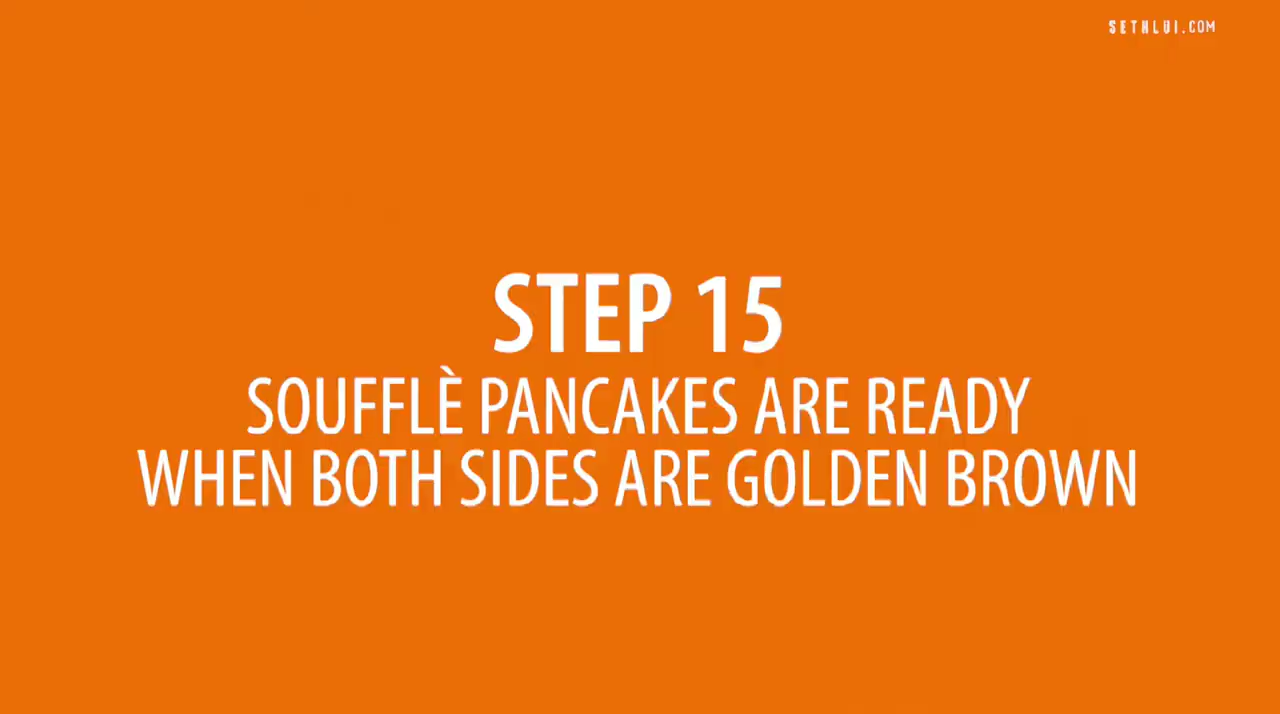 SETHLUI.COM
STEP 15
SOUFFLÈ PANCAKES ARE READY
WHEN BOTH SIDES ARE GOLDEN BROWN